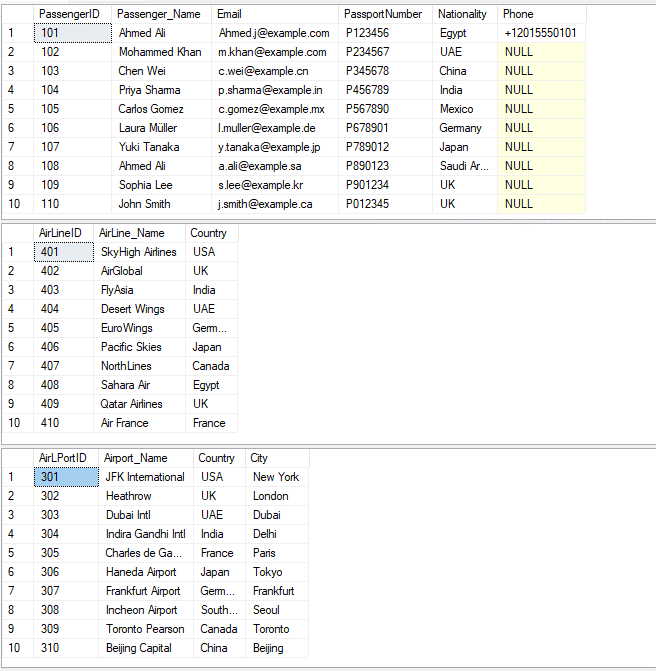 PassengerID Passenger_Name Email PassportNumber Nationality Phone
1 101 Ahmed Ali Ahmed.j@example.com P123456 Egypt +12015550101
2 102 Mohammed Khan m.khan@example.com P234567 UAE NULL
3 103 Chen Wei c.wei@example.cn P345678 China NULL
4 104 Priya Sharma p.sharma@example.in P456789 India NULL
5 105 Carlos Gomez c.gomez@example.mx P567890 Mexico NULL
6 106 Laura Müller l.muller@example.de P678901 Germany NULL
7 107 Yuki Tanaka y.tanaka@example.jp P789012 Japan NULL
8 108 Ahmed Ali a.ali@example.sa P890123 Saudi Ar... NULL
9 109 Sophia Lee s.lee@example.kr P901234 UK NULL
10 110 John Smith j.smith@example.ca P012345 UK NULL
AirLineID AirLine_Name Country
1 401 SkyHigh Airlines USA
2 402 AirGlobal UK
3 403 FlyAsia India
4 404 Desert Wings UAE
5 405 EuroWings Germ...
6 406 Pacific Skies Japan
7 407 NorthLines Canada
8 408 Sahara Air Egypt
9 409 Qatar Airlines UK
10 410 Air France France
AirLPortID Airport_Name Country City
1 301 JFK International USA New York
2 302 Heathrow UK London
3 303 Dubai Intl UAE Dubai
4 304 Indira Gandhi Intl India Delhi
5 305 Charles de Ga... France Paris
6 306 Haneda Airport Japan Tokyo
7 307 Frankfurt Airport Germ... Frankfurt
8 308 Incheon Airport South... Seoul
9 309 Toronto Pearson Canada Toronto
10 310 Beijing Capital China Beijing